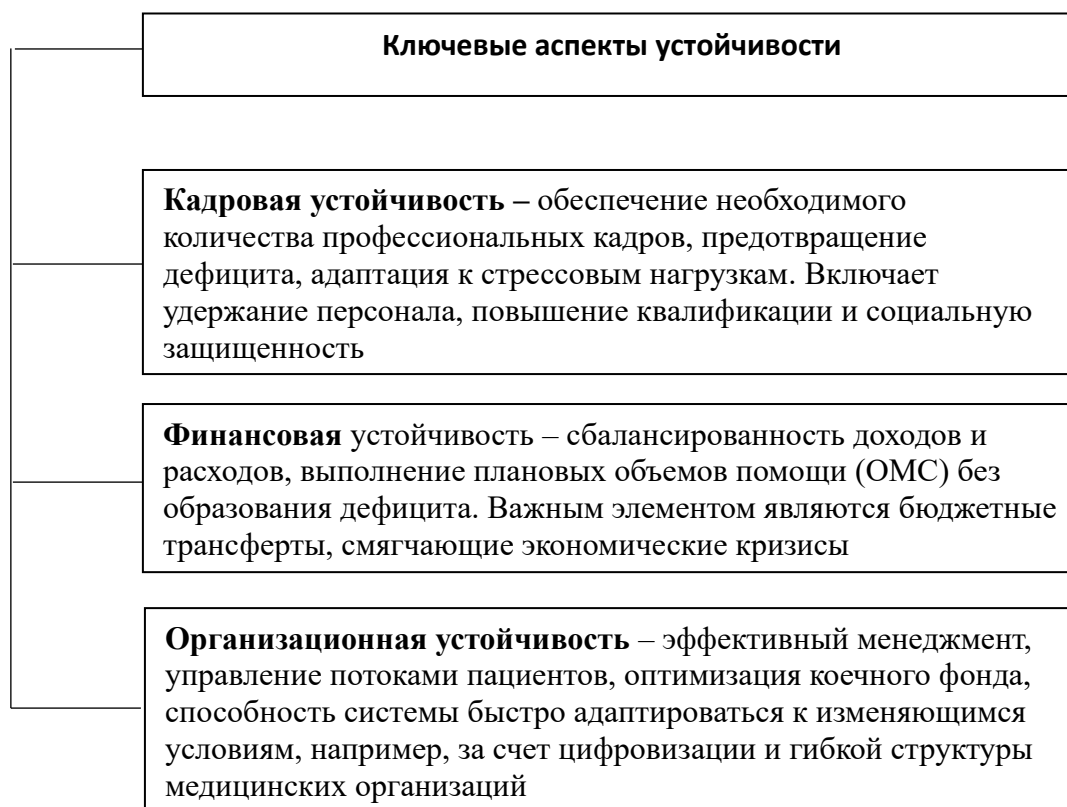 Ключевые аспекты устойчивости
Кадровая устойчивость – обеспечение необходимого
количества профессиональных кадров, предотвращение
дефицита, адаптация к стрессовым нагрузкам. Включает
удержание персонала, повышение квалификации и социальную
защищенность
Финансовая устойчивость – сбалансированность доходов и
расходов, выполнение плановых объемов помощи (ОМС) без
образования дефицита. Важным элементом являются бюджетные
трансферты, смягчающие экономические кризисы
Организационная устойчивость – эффективный менеджмент,
управление потоками пациентов, оптимизация коечного фонда,
способность системы быстро адаптироваться к изменяющимся
условиям, например, за счет цифровизации и гибкой структуры
медицинских организаций